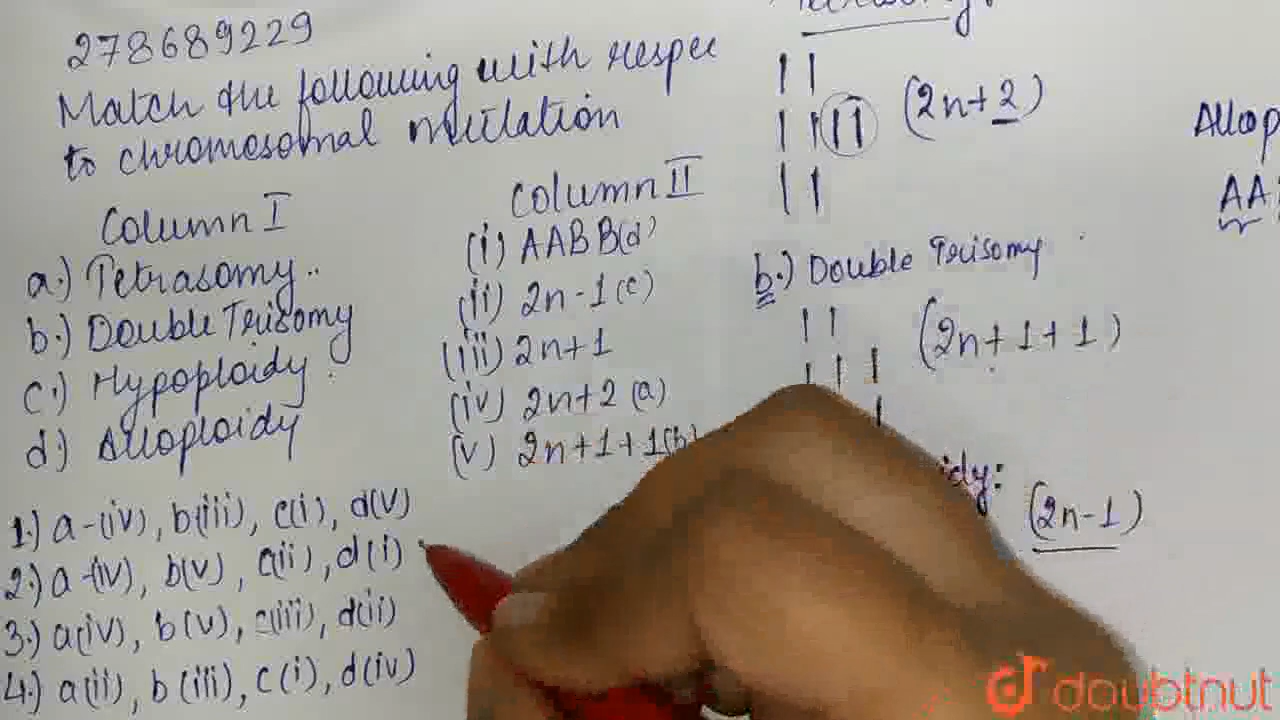 278689229
Match the following with respec
to chromosomal mutation
Column I
a.) Tetrasomy..
b.) Double Trisomy
c.) Hypoploidy.
d.) Alloploidy
Column II
(i) AABB(d)
(ii) 2n-1(c)
(iii) 2n+1
(iv) 2n+2 (a)
(v) 2n+1+1(b)
1.) a-(iv), b(iii), c(i), d(v)
2.) a-(iv), b(v), c(ii), d(i)
3.) a(iv), b(v), c(iii), d(ii)
4.) a(ii), b(iii), c(i), d(iv)
(2n+2)
b.) Double Trisomy
(2n+1+1)
idy:
(2n-1)
Allop
AA
doubtnut